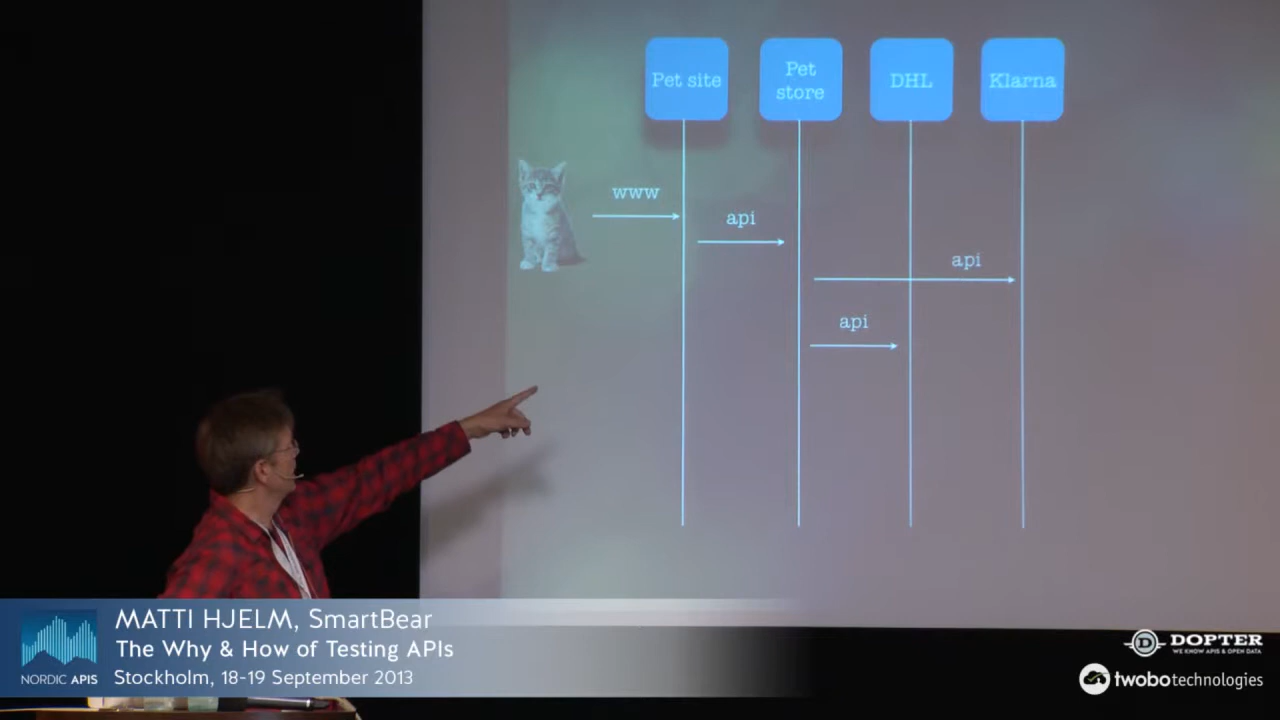 Pet site
Pet
store
DHL
Klarna
www
api
api
api
MATTI HJELM, SmartBear
The Why & How of Testing APIs
Stockholm, 18-19 September 2013
NORDIC APIS
D
DOPTER
WE KNOW APIS & OPEN DATA
twobotechnologies